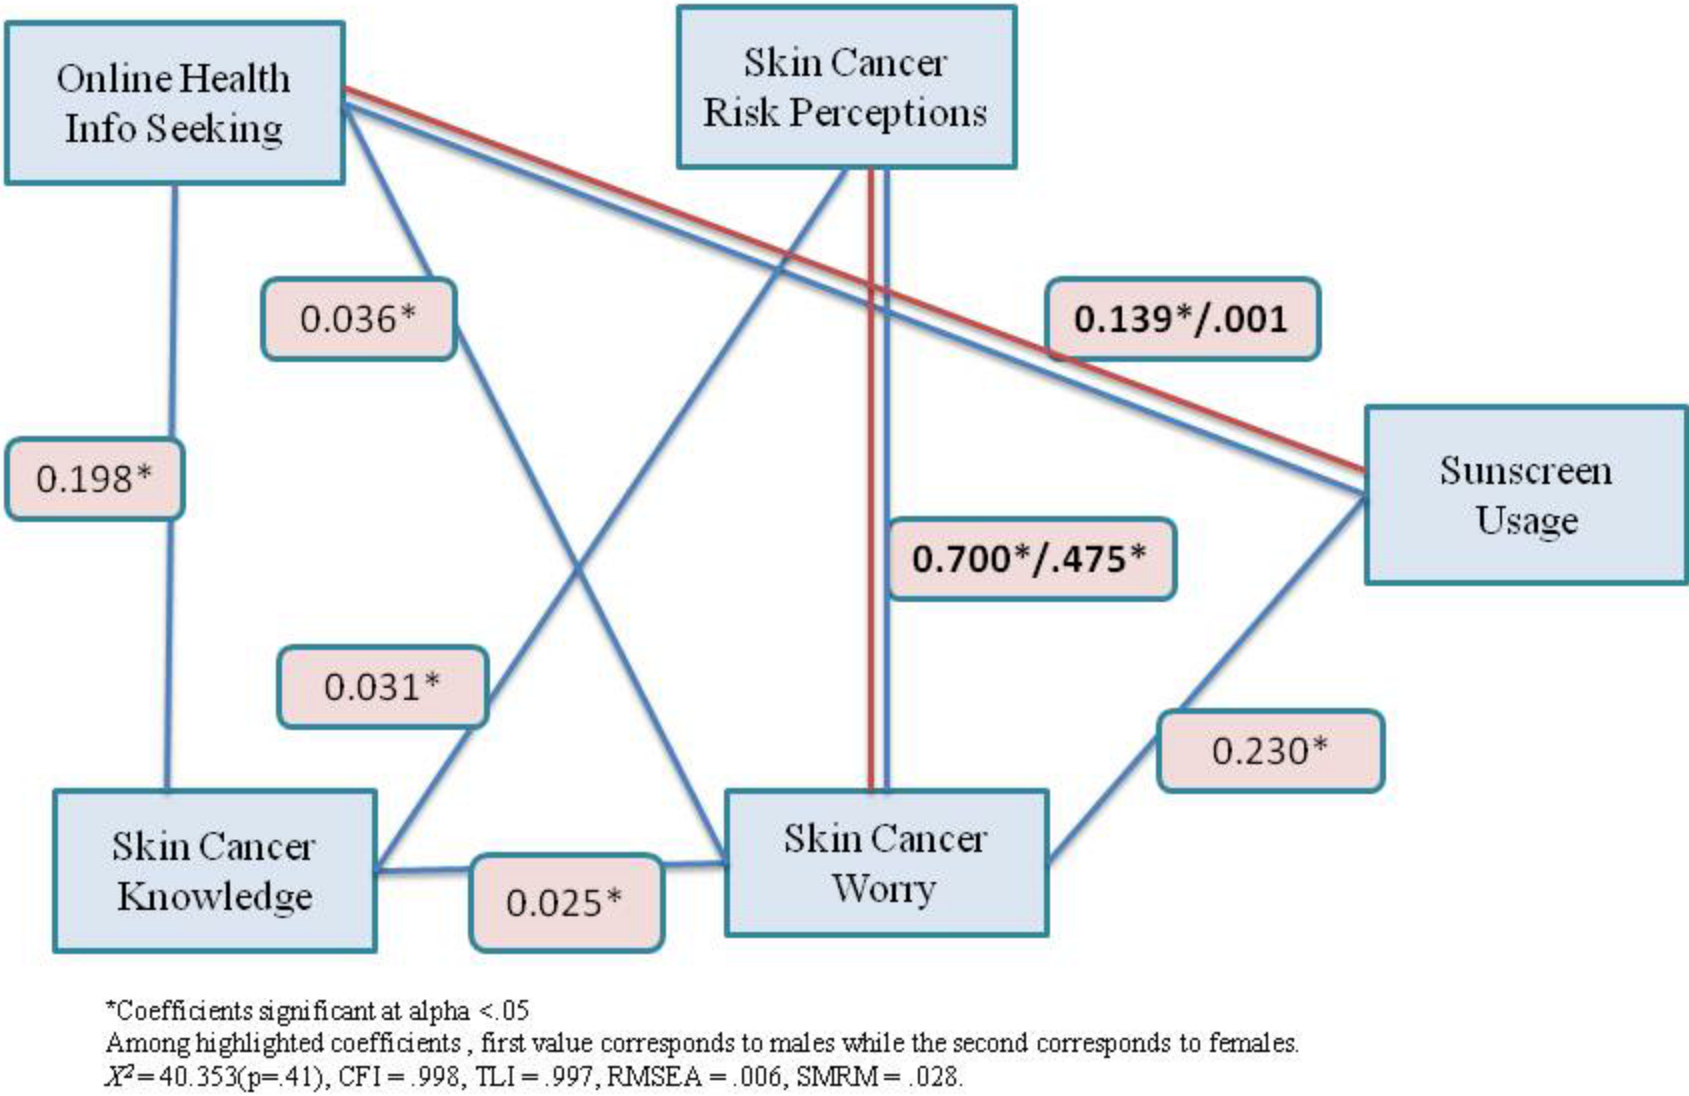 Online Health
Info Seeking
Skin Cancer
Risk Perceptions
0.036*
0.139*/.001
0.198*
Sunscreen
Usage
0.700*/.475*
0.031*
0.230*
Skin Cancer
Knowledge
0.025*
Skin Cancer
Worry
*Coefficients significant at alpha <.05
Among highlighted coefficients , first value corresponds to males while the second corresponds to females.
X²=40.353(p=.41), CFI = .998, TLI = .997, RMSEA = .006, SMRM = .028.